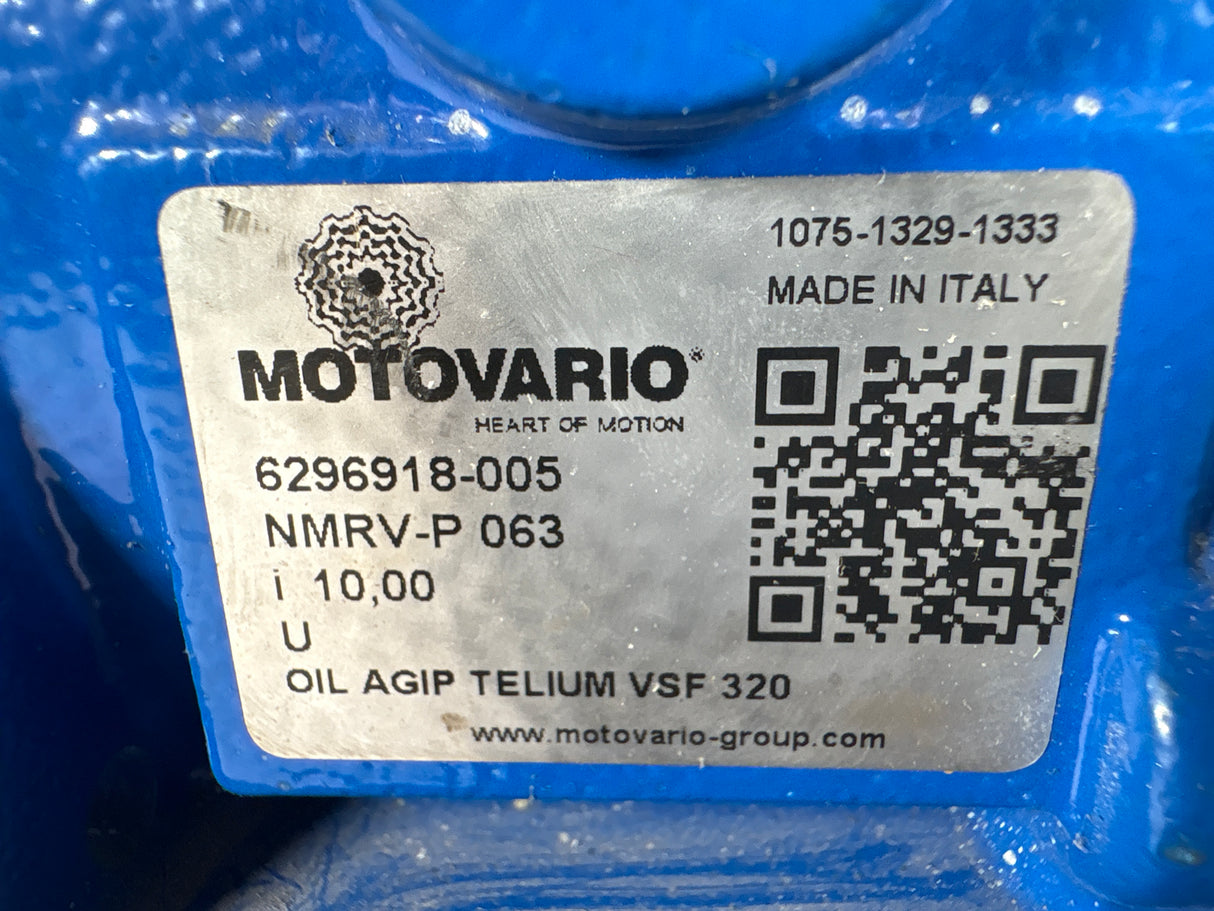 1075-1329-1333
MADE IN ITALY
MOTOVARIO®
HEART OF MOTION
6296918-005
NMRV-P 063
i 10,00
U
OIL AGIP TELIUM VSF 320
www.motovario-group.com